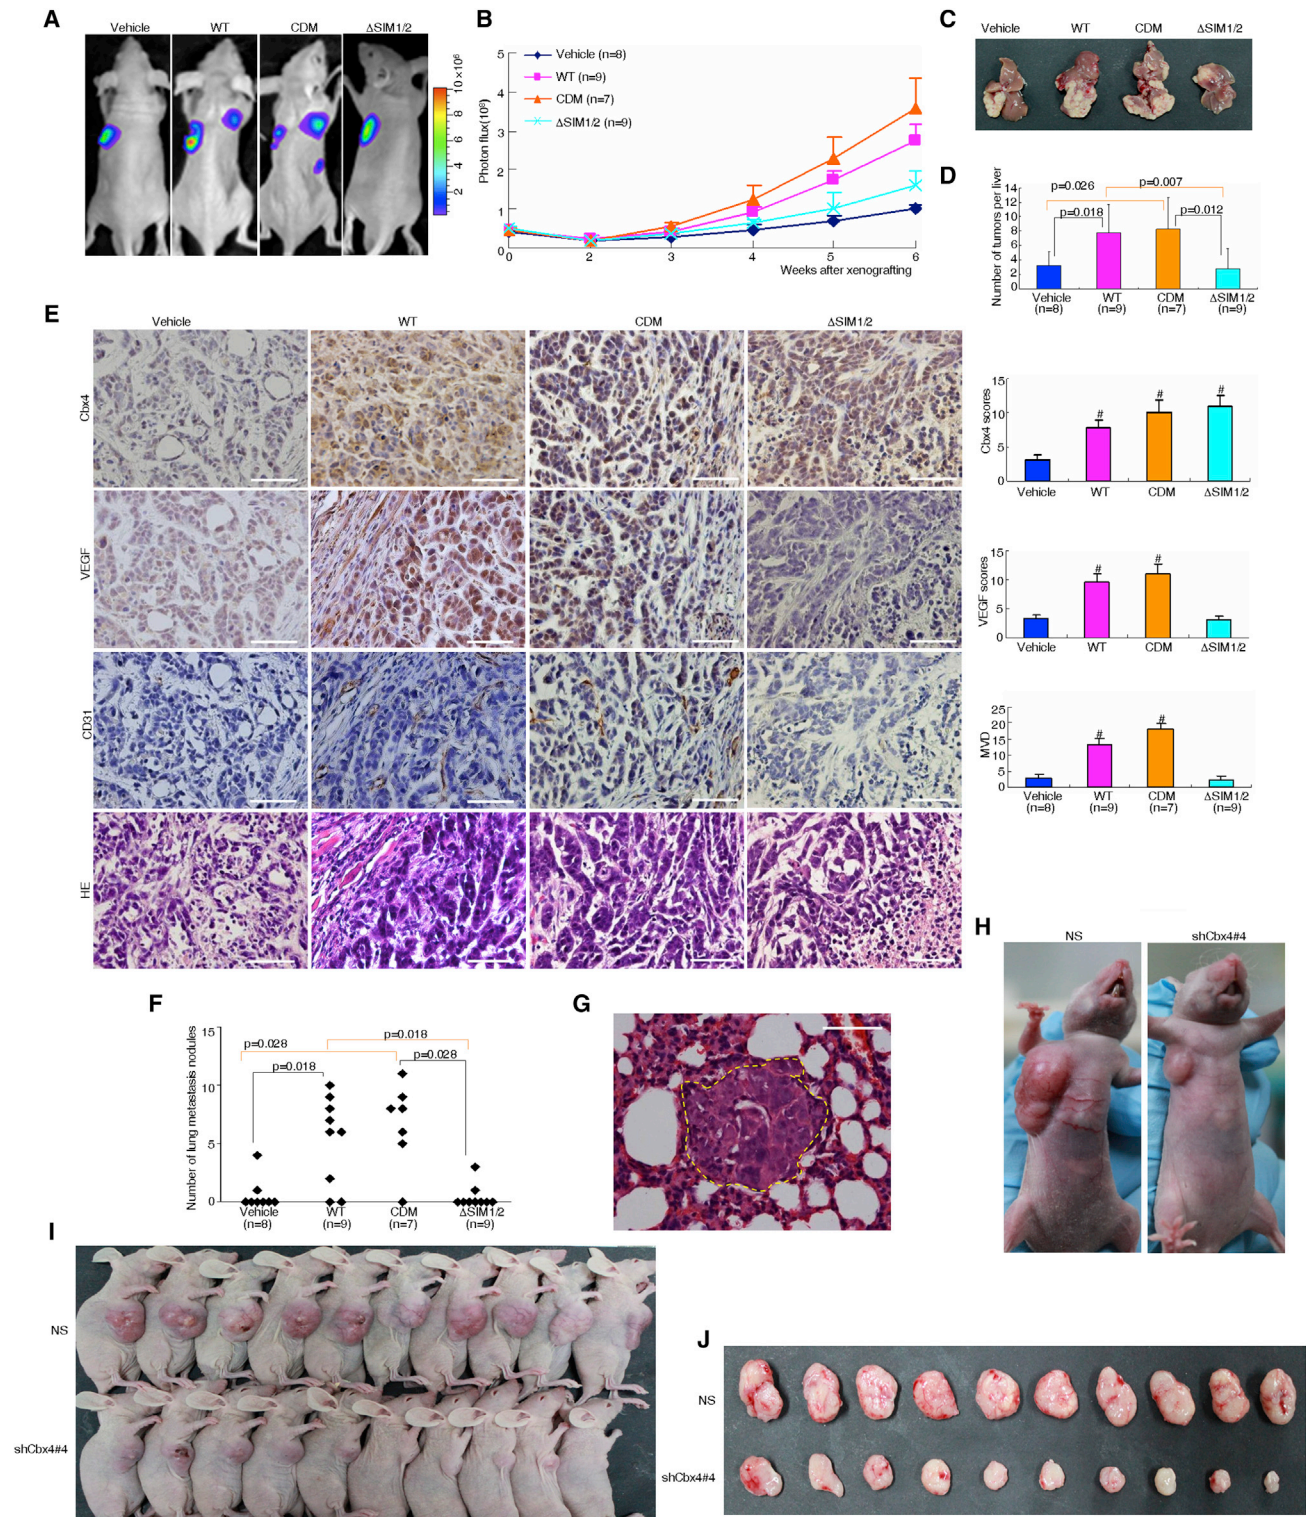 A
Vehicle WT CDM ΔSIM1/2
10×10⁶
8
6
4
2
B
Photon flux(10⁸)
5
4
3
2
1
0
Vehicle (n=8)
WT (n=9)
CDM (n=7)
ΔSIM1/2 (n=9)
0 2 3 4 5 6
Weeks after xenografting
C
Vehicle WT CDM ΔSIM1/2
D
Number of tumors per liver
14
12
10
8
6
4
2
0
p=0.026
p=0.007
p=0.018
p=0.012
Vehicle WT CDM ΔSIM1/2
(n=8) (n=9) (n=7) (n=9)
E
Vehicle WT CDM ΔSIM1/2
Cbx4
VEGF
CD31
HE
Cbx4 scores
15
10
5
0
# # #
Vehicle WT CDM ΔSIM1/2
VEGF scores
15
10
5
0
# #
Vehicle WT CDM ΔSIM1/2
MVD
25
20
15
10
5
0
# #
Vehicle WT CDM ΔSIM1/2
(n=8) (n=9) (n=7) (n=9)
F
Number of lung metastasis nodules
15
10
5
0
p=0.018
p=0.028
p=0.028
p=0.018
Vehicle WT CDM ΔSIM1/2
(n=8) (n=9) (n=7) (n=9)
G
H
NS shCbx4#4
I
NS
shCbx4#4
J
NS
shCbx4#4